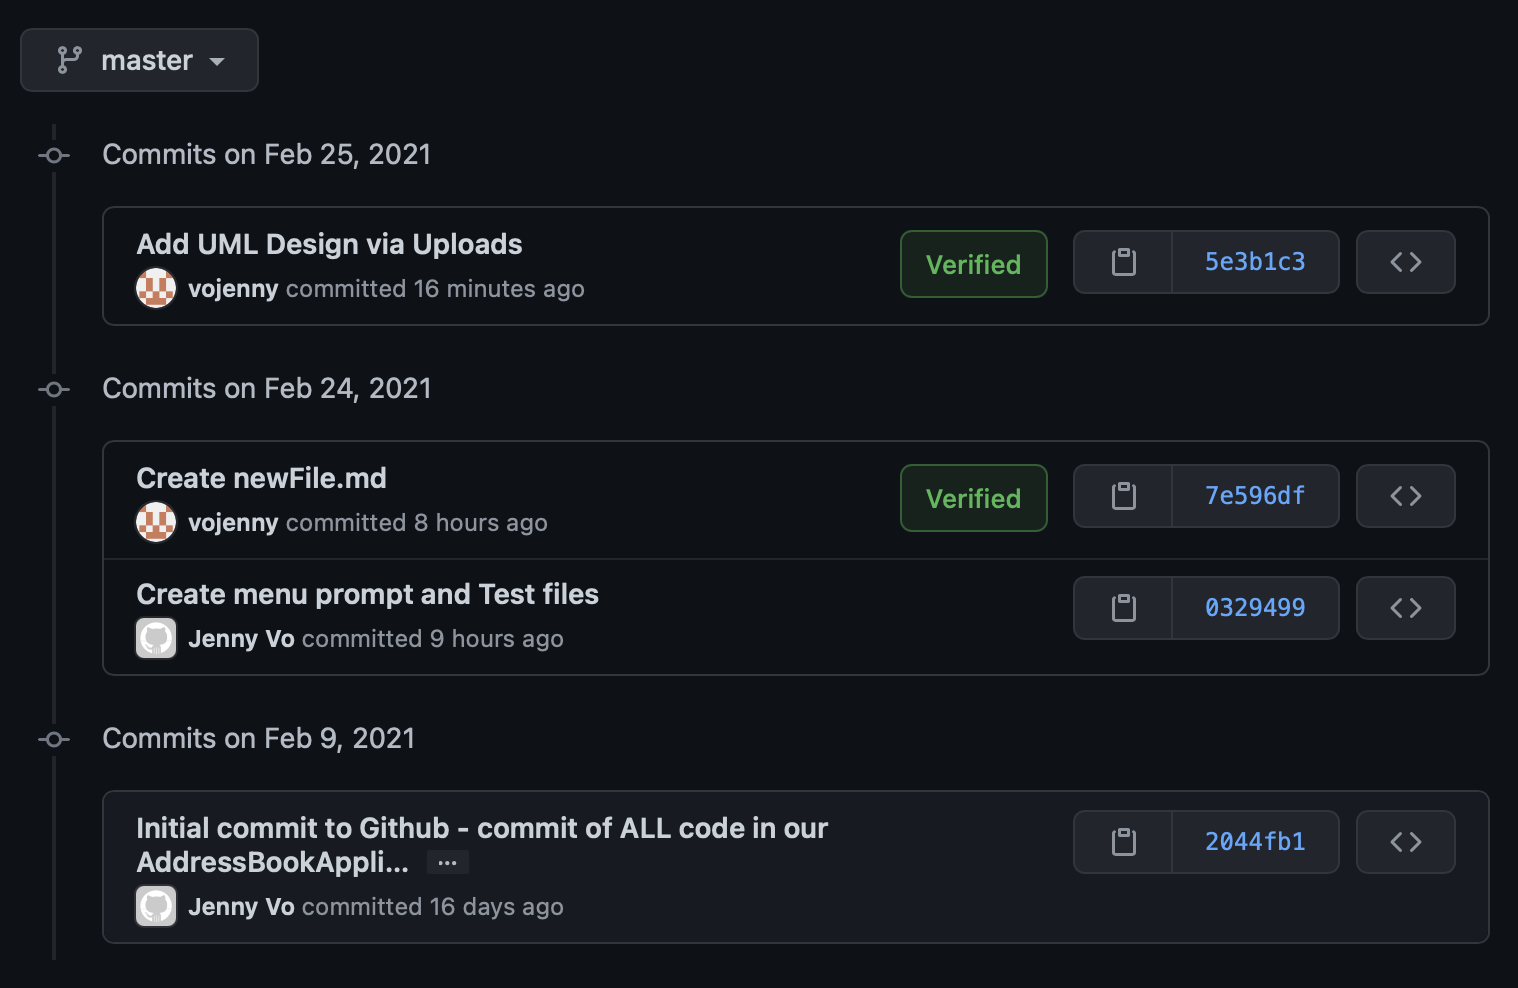 master
Commits on Feb 25, 2021
Add UML Design via Uploads
vojenny committed 16 minutes ago
Verified
5e3b1c3
Commits on Feb 24, 2021
Create newFile.md
vojenny committed 8 hours ago
Verified
7e596df
Create menu prompt and Test files
Jenny Vo committed 9 hours ago
0329499
Commits on Feb 9, 2021
Initial commit to Github - commit of ALL code in our
AddressBookAppli... ...
Jenny Vo committed 16 days ago
2044fb1